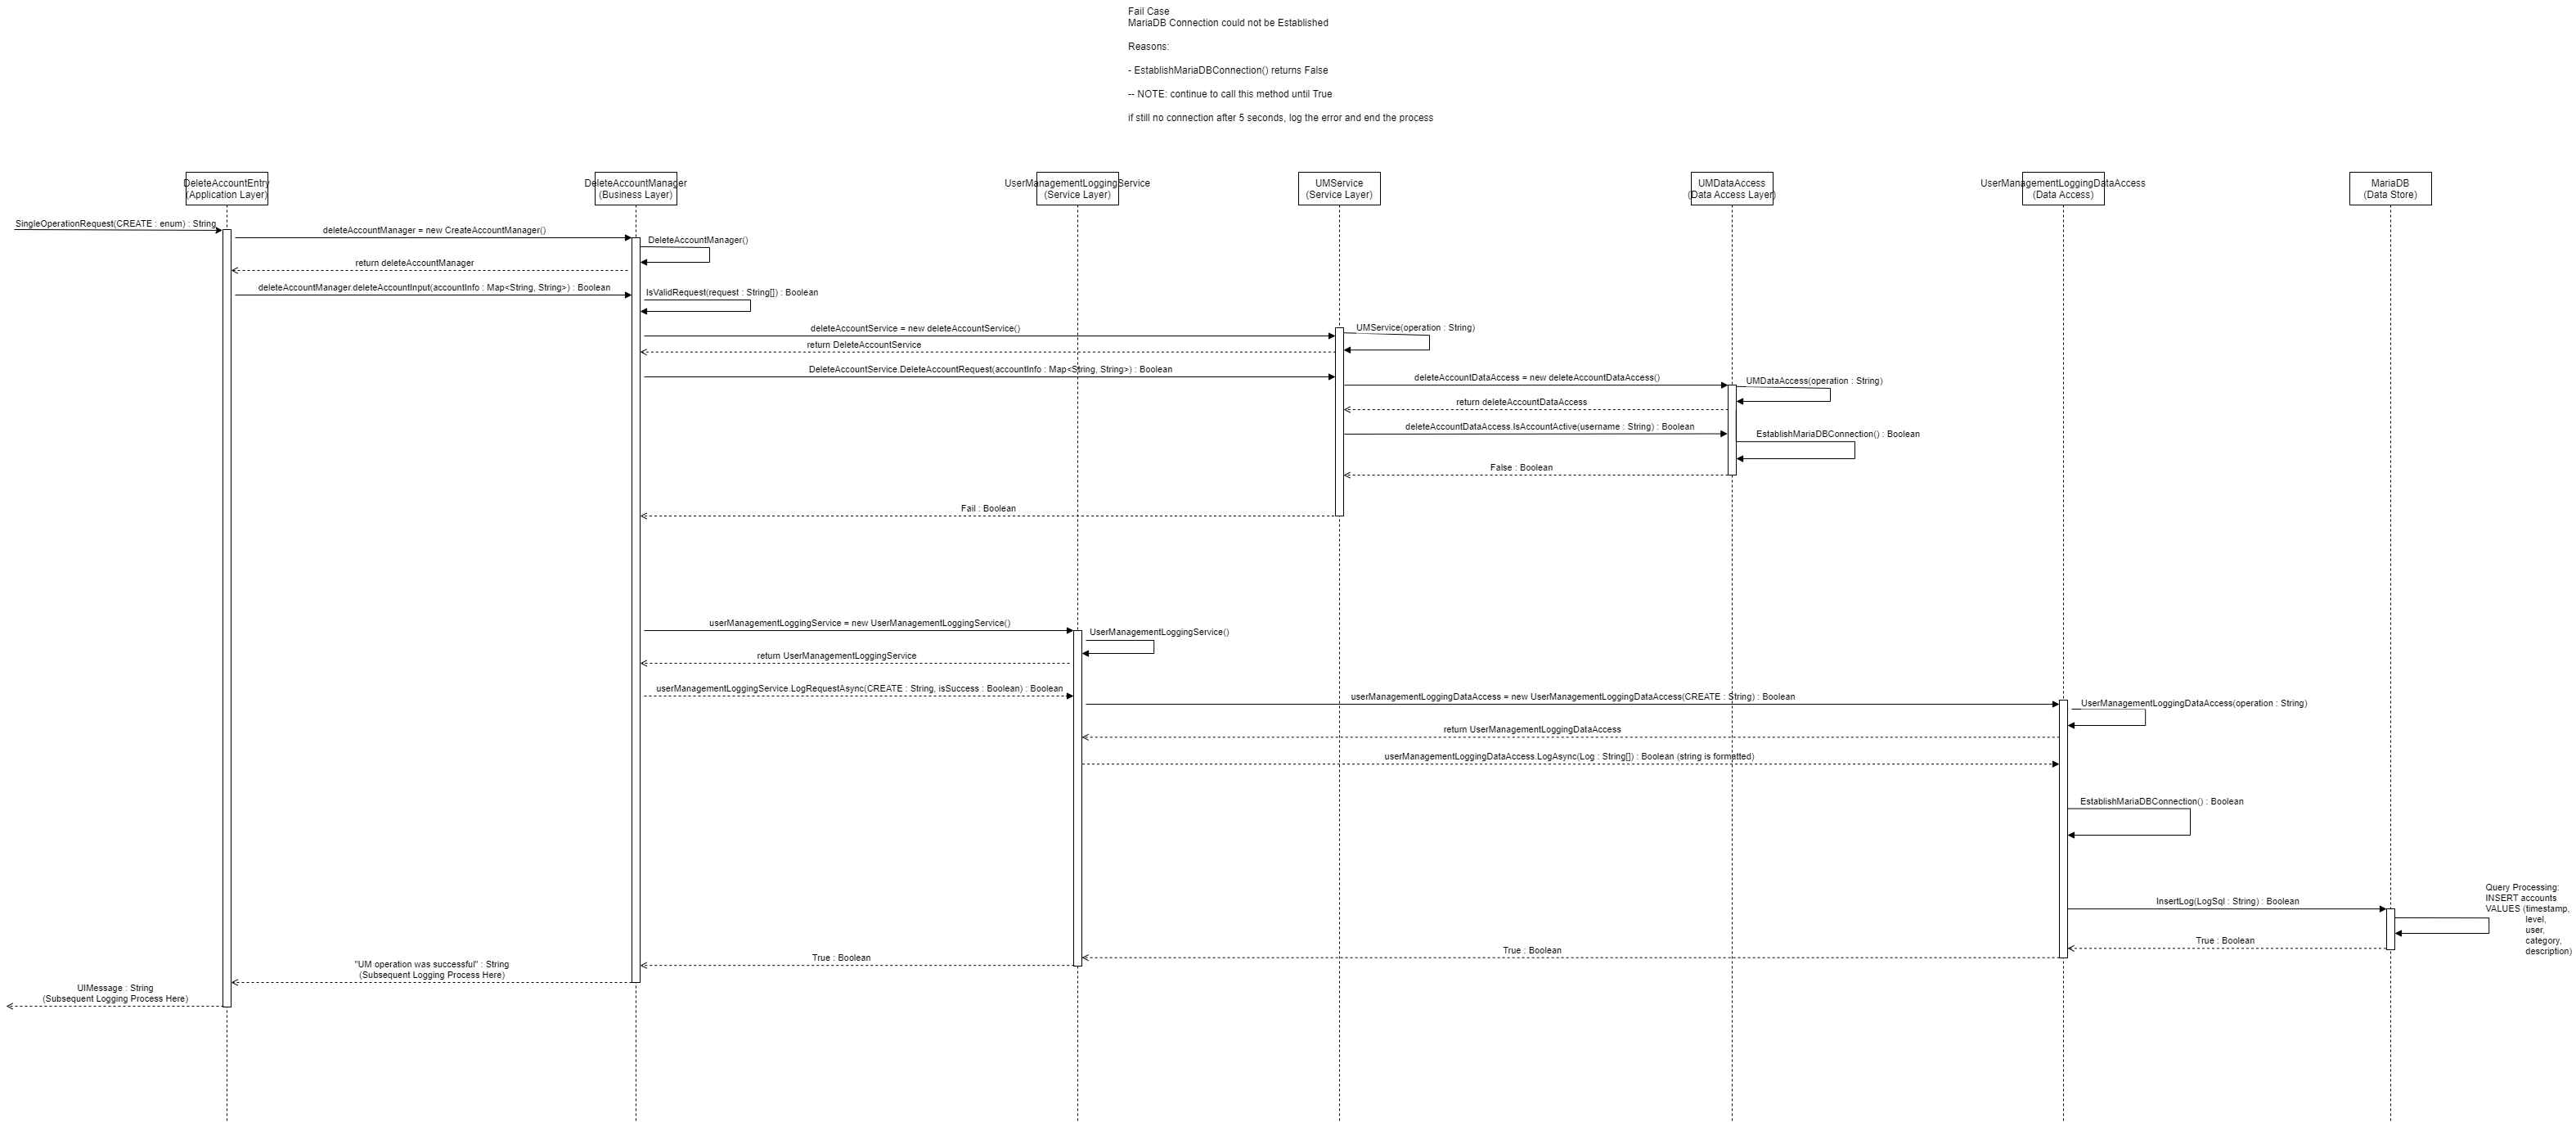 Fail Case
MariaDB Connection could not be Established
Reasons:
- EstablishMariaDBConnection() returns False
-- NOTE: continue to call this method until True
if still no connection after 5 seconds, log the error and end the process
DeleteAccountEntry
(Application Layer)
DeleteAccountManager
(Business Layer)
UserManagementLoggingService
(Service Layer)
UMService
(Service Layer)
UMDataAccess
(Data Access Layer)
UserManagementLoggingDataAccess
(Data Access)
MariaDB
(Data Store)
SingleOperationRequest(CREATE : enum) : String
deleteAccountManager = new CreateAccountManager()
DeleteAccountManager()
return deleteAccountManager
deleteAccountManager.deleteAccountInput(accountInfo : Map<String, String>) : Boolean
IsValidRequest(request : String[]) : Boolean
deleteAccountService = new deleteAccountService()
UMService(operation : String)
return DeleteAccountService
DeleteAccountService.DeleteAccountRequest(accountInfo : Map<String, String>) : Boolean
deleteAccountDataAccess = new deleteAccountDataAccess()
UMDataAccess(operation : String)
return deleteAccountDataAccess
deleteAccountDataAccess.IsAccountActive(username : String) : Boolean
EstablishMariaDBConnection() : Boolean
False : Boolean
Fail : Boolean
userManagementLoggingService = new UserManagementLoggingService()
UserManagementLoggingService()
return UserManagementLoggingService
userManagementLoggingService.LogRequestAsync(CREATE : String, isSuccess : Boolean) : Boolean
userManagementLoggingDataAccess = new UserManagementLoggingDataAccess(CREATE : String) : Boolean
UserManagementLoggingDataAccess(operation : String)
return UserManagementLoggingDataAccess
userManagementLoggingDataAccess.LogAsync(Log : String[]) : Boolean (string is formatted)
EstablishMariaDBConnection() : Boolean
Query Processing:
INSERT accounts
VALUES (timestamp,
level,
user,
category,
description)
InsertLog(LogSql : String) : Boolean
True : Boolean
True : Boolean
True : Boolean
"UM operation was successful" : String
(Subsequent Logging Process Here)
UIMessage : String
(Subsequent Logging Process Here)